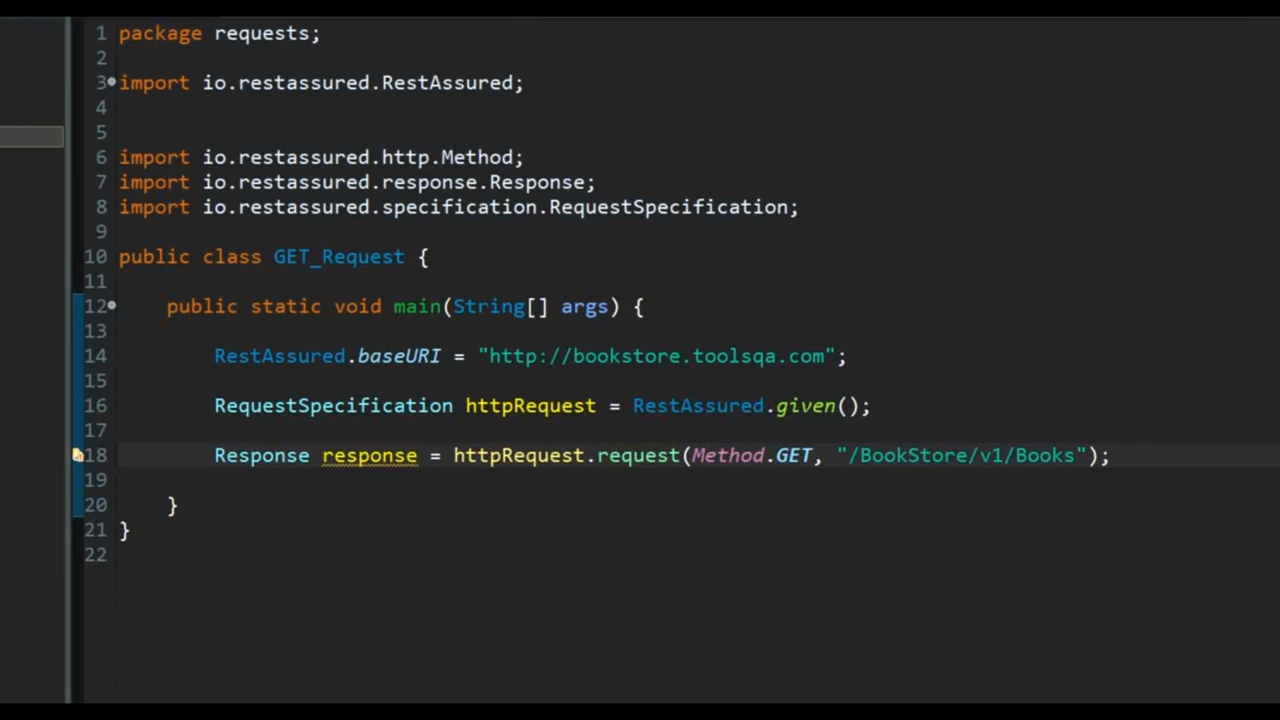 1 package requests;
2
3 import io.restassured.RestAssured;
4
5
6 import io.restassured.http.Method;
7 import io.restassured.response.Response;
8 import io.restassured.specification.RequestSpecification;
9
10 public class GET_Request {
11
12 public static void main(String[] args) {
13
14 RestAssured.baseURI = "http://bookstore.toolsqa.com";
15
16 RequestSpecification httpRequest = RestAssured.given();
17
18 Response response = httpRequest.request(Method.GET, "/BookStore/v1/Books");
19
20 }
21 }
22